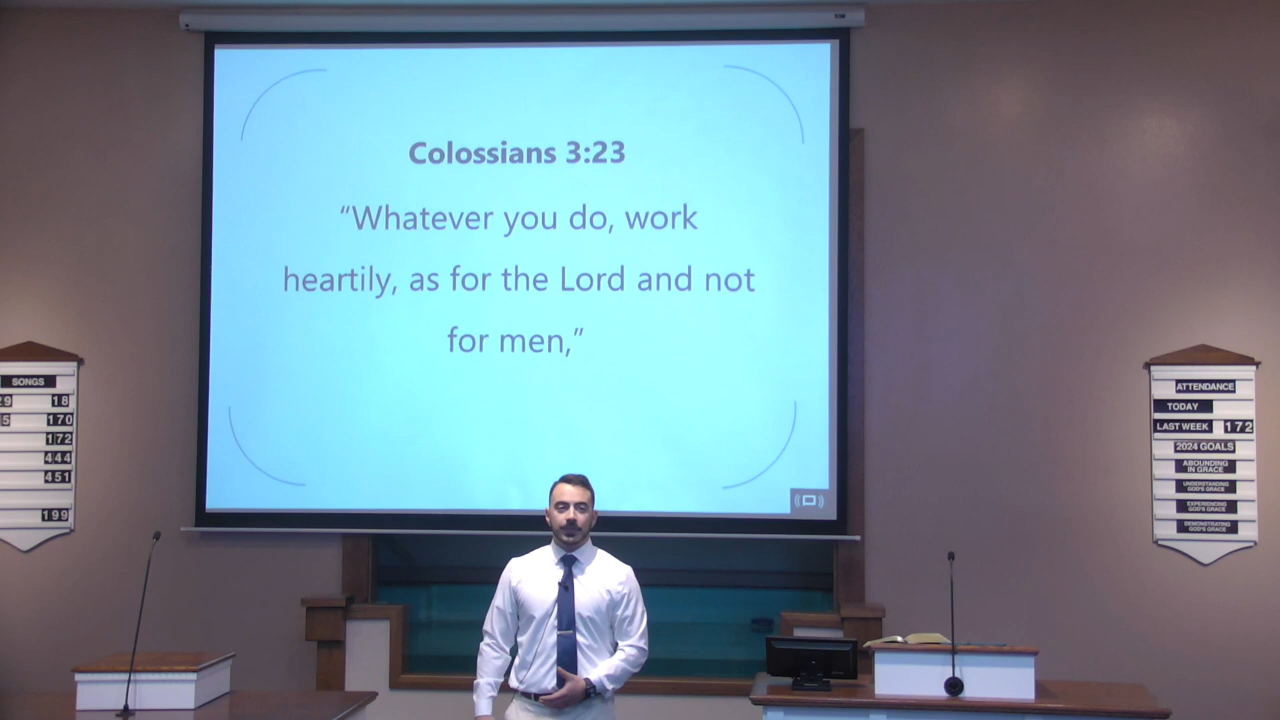 Colossians 3:23
“Whatever you do, work
heartily, as for the Lord and not
for men,”
SONGS
29 18
5 170
172
444
451
199
ATTENDANCE
TODAY
LAST WEEK 172
2024 GOALS
ABOUNDING
IN GRACE
UNDERSTANDING
GOD'S GRACE
EXPERIENCING
GOD'S GRACE
DEMONSTRATING
GOD'S GRACE